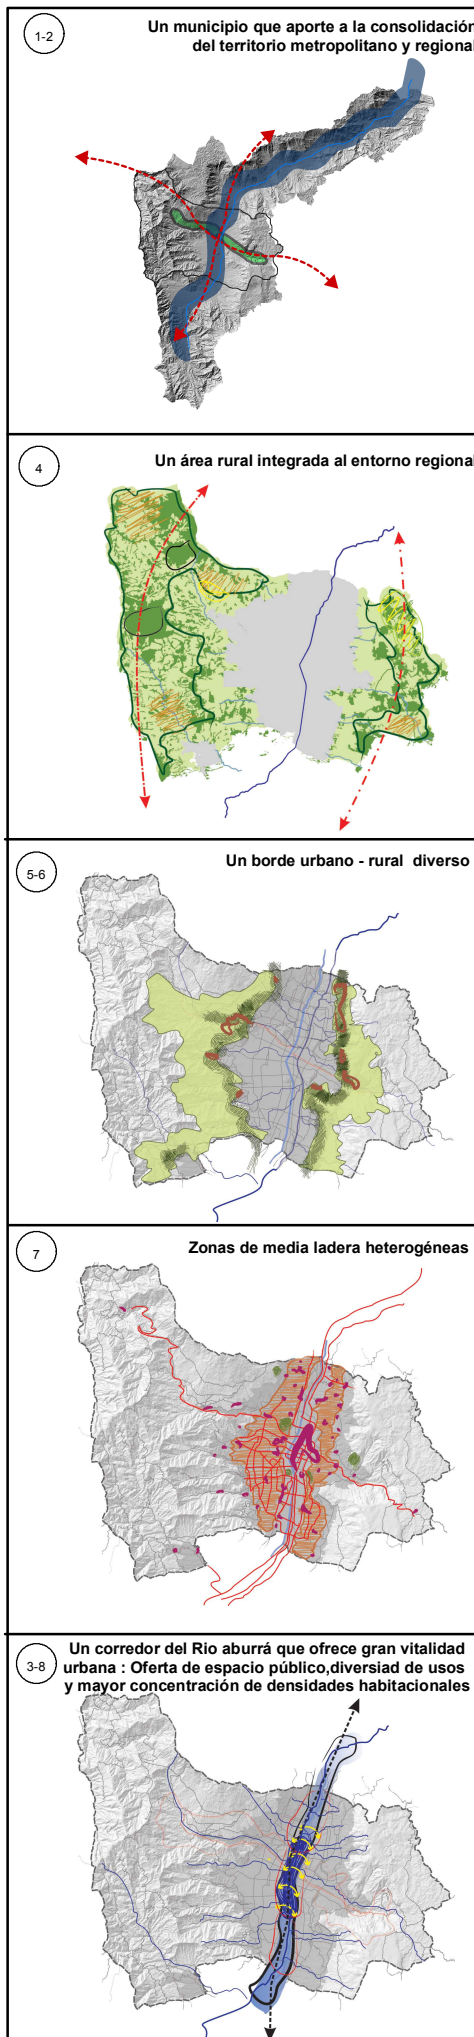 1-2
Un municipio que aporte a la consolidación
del territorio metropolitano y regional
4
Un área rural integrada al entorno regional
5-6
Un borde urbano - rural diverso
7
Zonas de media ladera heterogéneas
3-8
Un corredor del Rio aburrá que ofrece gran vitalidad
urbana : Oferta de espacio público,diversiad de usos
y mayor concentración de densidades habitacionales